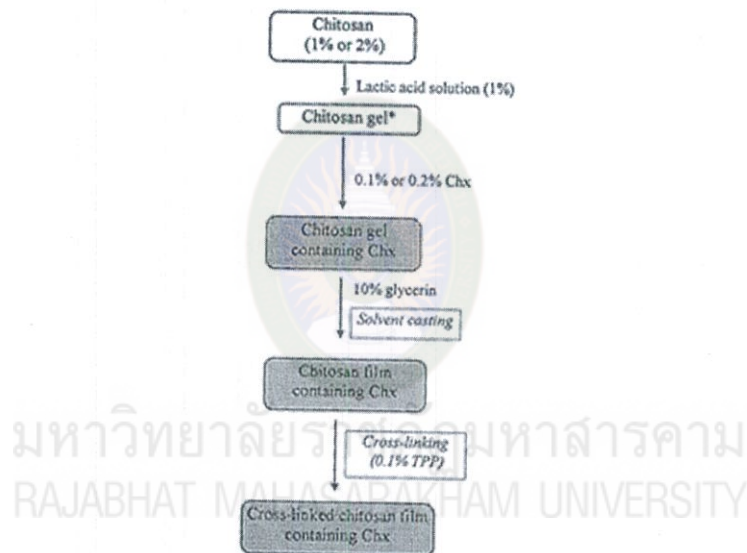 Chitosan
(1% or 2%)
Lactic acid solution (1%)
Chitosan gel*
0.1% or 0.2% Chx
Chitosan gel
containing Chx
10% glycerin
Solvent casting
Chitosan film
containing Chx
Cross-linking
(0.1% TPP)
มหาวิทยาลัยราชภัฏมหาสารคาม
RAJABHAT MAHASARAKHAM UNIVERSITY
Cross-linked chitosan film
containing Chx